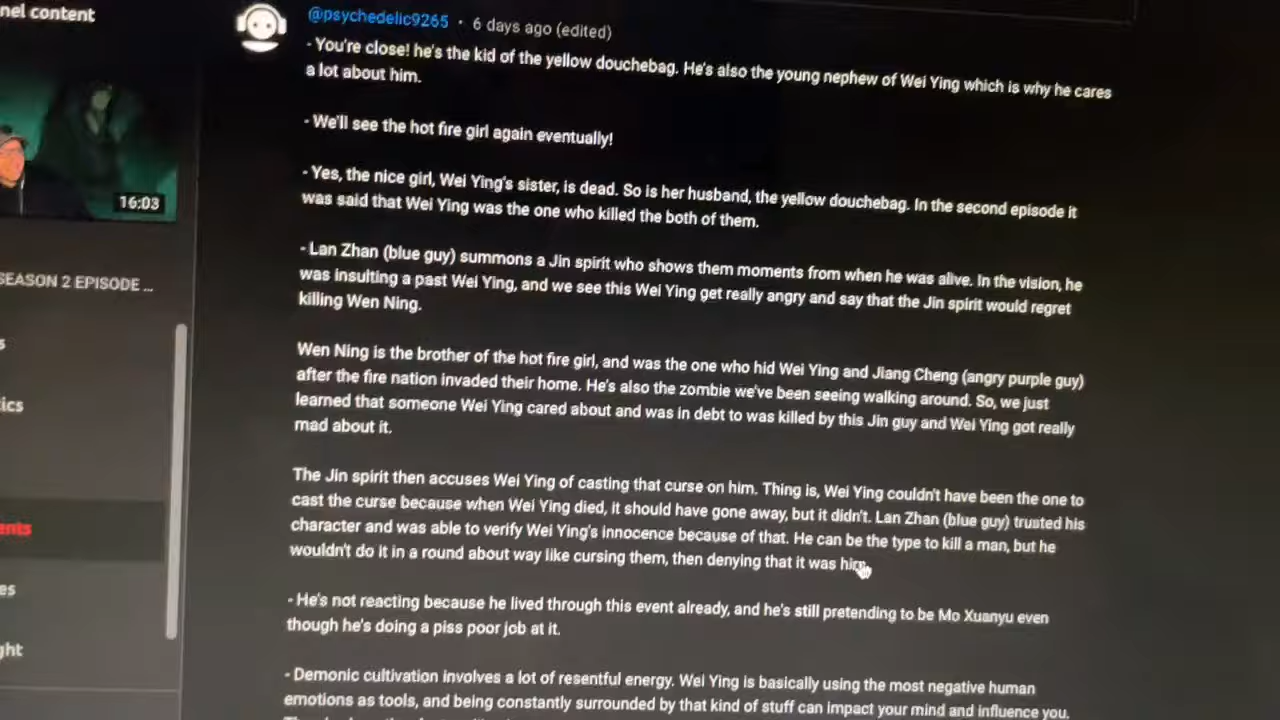 nel content
@psychedelic9265 · 6 days ago (edited)
- You're close! he's the kid of the yellow douchebag. He's also the young nephew of Wei Ying which is why he cares
a lot about him.
- We'll see the hot fire girl again eventually!
- Yes, the nice girl, Wei Ying's sister, is dead. So is her husband, the yellow douchebag. In the second episode it
was said that Wei Ying was the one who killed the both of them.
16:03
- Lan Zhan (blue guy) summons a Jin spirit who shows them moments from when he was alive. In the vision, he
was insulting a past Wei Ying, and we see this Wei Ying get really angry and say that the Jin spirit would regret
killing Wen Ning.
SEASON 2 EPISODE ...
Wen Ning is the brother of the hot fire girl, and was the one who hid Wei Ying and Jiang Cheng (angry purple guy)
after the fire nation invaded their home. He's also the zombie we've been seeing walking around. So, we just
learned that someone Wei Ying cared about and was in debt to was killed by this Jin guy and Wei Ying got really
mad about it.
s
ics
The Jin spirit then accuses Wei Ying of casting that curse on him. Thing is, Wei Ying couldn't have been the one to
cast the curse because when Wei Ying died, it should have gone away, but it didn't. Lan Zhan (blue guy) trusted his
character and was able to verify Wei Ying's innocence because of that. He can be the type to kill a man, but he
wouldn't do it in a round about way like cursing them, then denying that it was him.
ents
es
- He's not reacting because he lived through this event already, and he's still pretending to be Mo Xuanyu even
though he's doing a piss poor job at it.
ght
- Demonic cultivation involves a lot of resentful energy. Wei Ying is basically using the most negative human
emotions as tools, and being constantly surrounded by that kind of stuff can impact your mind and influence you.